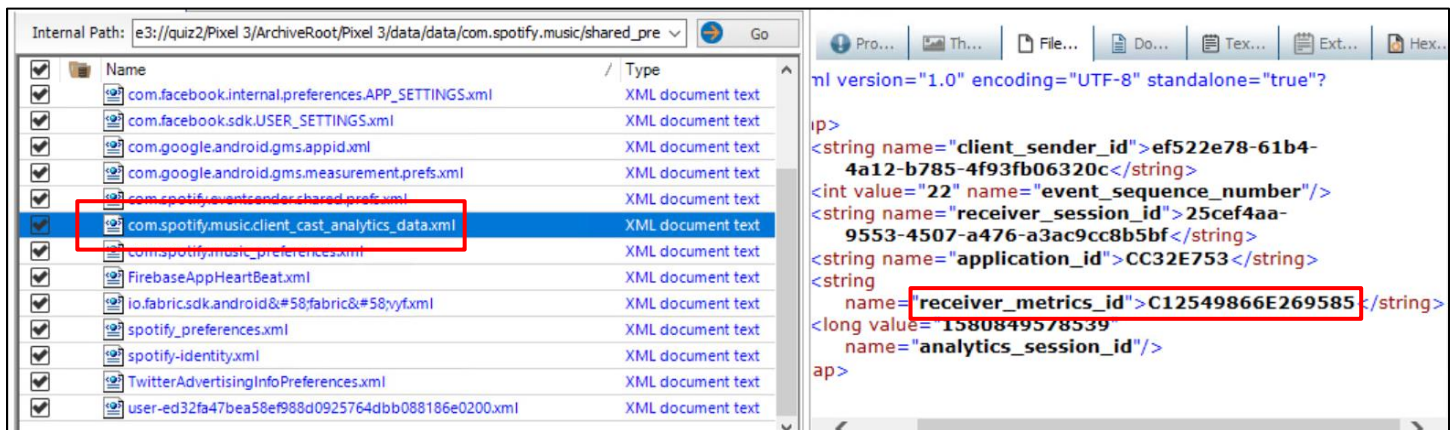 Internal Path: e3://quiz2/Pixel 3/ArchiveRoot/Pixel 3/data/data/com.spotify.music/shared_pre Go
Name / Type
com.facebook.internal.preferences.APP_SETTINGS.xml XML document text
com.facebook.sdk.USER_SETTINGS.xml XML document text
com.google.android.gms.appid.xml XML document text
com.google.android.gms.measurement.prefs.xml XML document text
com.spotify.eventsender.shared.prefs.xml XML document text
com.spotify.music.client_cast_analytics_data.xml XML document text
com.spotify.music_preferences.xml XML document text
FirebaseAppHeartBeat.xml XML document text
io.fabric.sdk.android&#58;fabric&#58;vyf.xml XML document text
spotify_preferences.xml XML document text
spotify-identity.xml XML document text
TwitterAdvertisingInfoPreferences.xml XML document text
user-ed32fa47bea58ef988d0925764dbb088186e0200.xml XML document text
Pro... Th... File... Do... Tex... Ext... Hex...
ml version="1.0" encoding="UTF-8" standalone="true"?
ap>
<string name="client_sender_id">ef522e78-61b4-
4a12-b785-4f93fb06320c</string>
<int value="22" name="event_sequence_number"/>
<string name="receiver_session_id">25cef4aa-
9553-4507-a476-a3ac9cc8b5bf</string>
<string name="application_id">CC32E753</string>
<string
name="receiver_metrics_id">C12549866E269585</string>
<long value="1580849578539"
name="analytics_session_id"/>
ap>